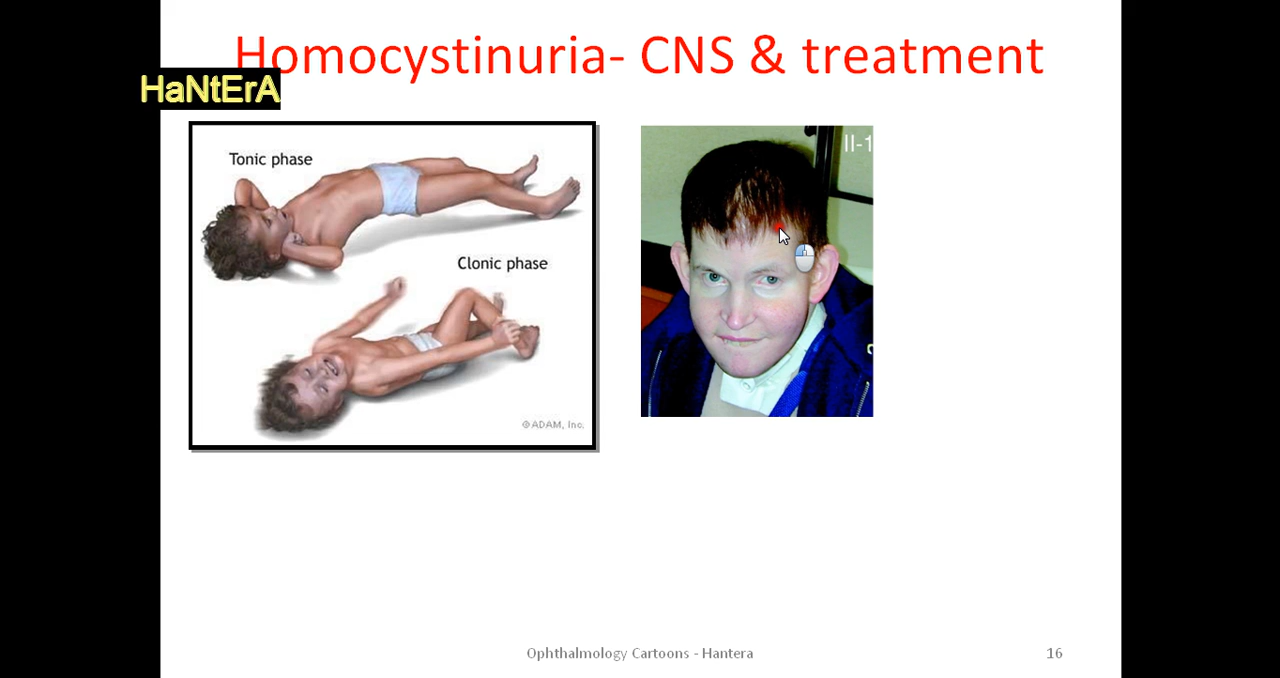 Homocystinuria- CNS & treatment
HaNtErA
Tonic phase
II-1
Clonic phase
©ADAM, Inc.
Ophthalmology Cartoons - Hantera
16